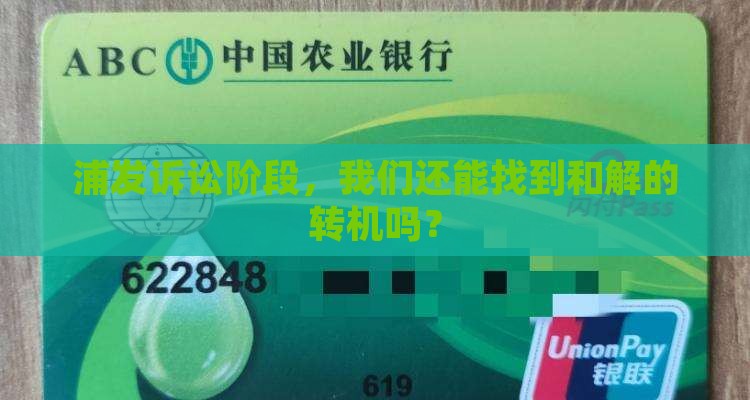 ABC 中国农业银行
浦发诉讼阶段，我们还能找到和解的
转机吗？
闪付Pass
622848
619
UnionPay
银联